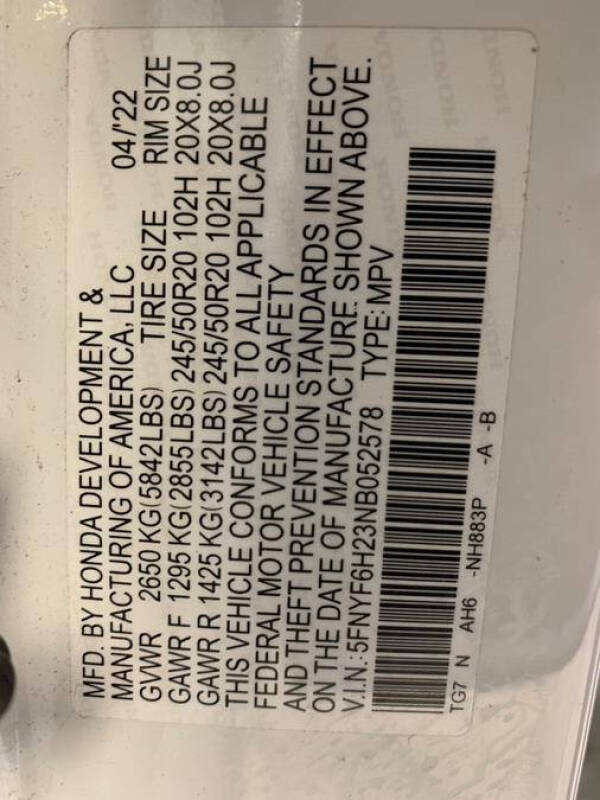 MFD. BY HONDA DEVELOPMENT &
MANUFACTURING OF AMERICA, LLC 04/'22
GVWR 2650 KG(5842LBS) TIRE SIZE RIM SIZE
GAWR F 1295 KG(2855LBS) 245/50R20 102H 20X8.0J
GAWR R 1425 KG(3142LBS) 245/50R20 102H 20X8.0J
THIS VEHICLE CONFORMS TO ALL APPLICABLE
FEDERAL MOTOR VEHICLE SAFETY
AND THEFT PREVENTION STANDARDS IN EFFECT
ON THE DATE OF MANUFACTURE SHOWN ABOVE.
V.I.N.:5FNYF6H23NB052578 TYPE:MPV
TG7 N AH6 -NH883P -A -B